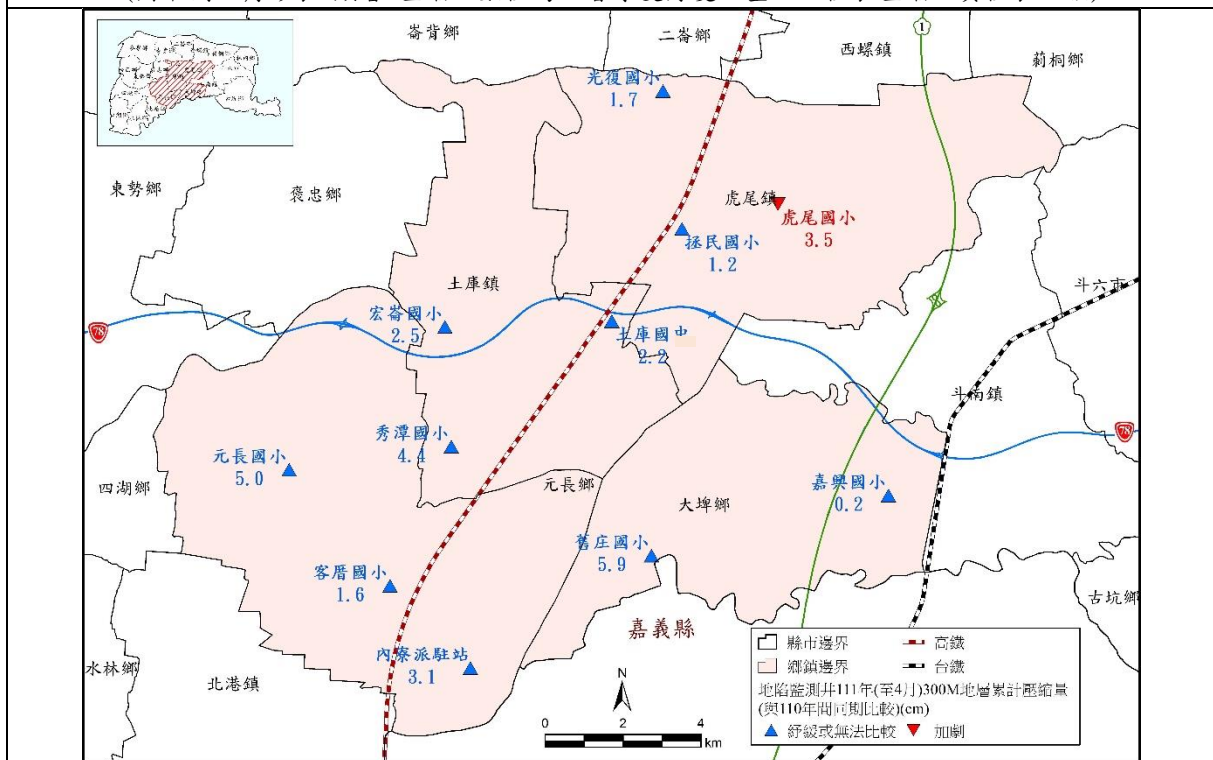 崙背鄉
二崙鄉
西螺鎮
莿桐鄉
1
光復國小
1.7
東勢鄉
褒忠鄉
虎尾鎮
虎尾國小
3.5
拯民國小
1.2
土庫鎮
斗六市
宏崙國小
2.5
土庫國中
2.2
78
斗南鎮
78
秀潭國小
4.4
元長國小
5.0
四湖鄉
元長鄉
大埤鄉
嘉興國小
0.2
舊庄國小
5.9
客厝國小
1.6
古坑鄉
嘉義縣
水林鄉
北港鎮
內寮派駐站
3.1
N
0 2 4
km
縣市邊界 高鐵
鄉鎮邊界 台鐵
地陷監測井111年(至4月)300M地層累計壓縮量
(與110年間同期比較)(cm)
紓緩或無法比較 加劇